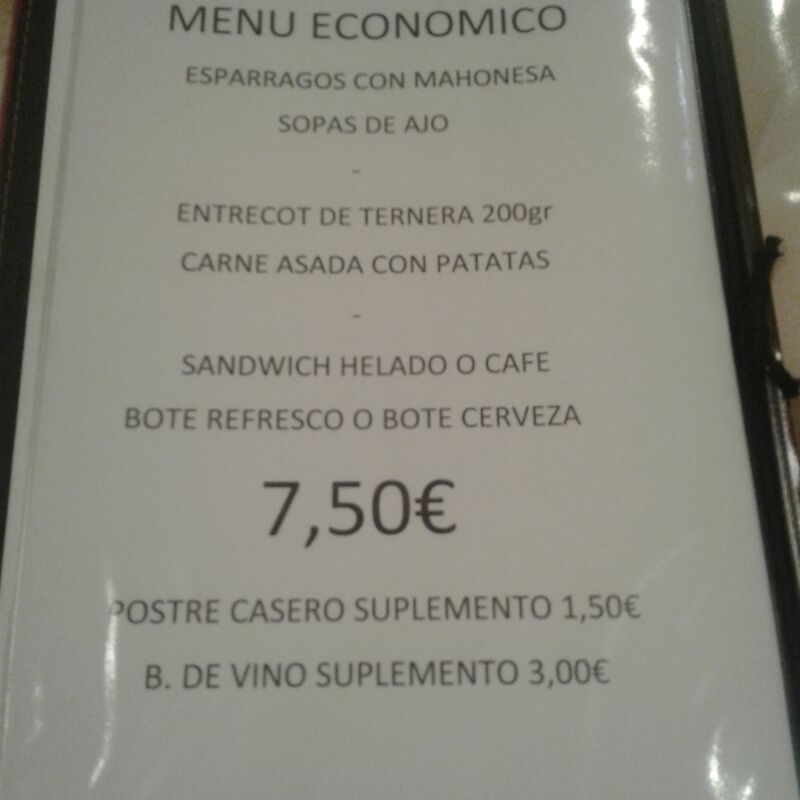 MENU ECONOMICO
ESPARRAGOS CON MAHONESA
SOPAS DE AJO
-
ENTRECOT DE TERNERA 200gr
CARNE ASADA CON PATATAS
-
SANDWICH HELADO O CAFE
BOTE REFRESCO O BOTE CERVEZA
7,50€
POSTRE CASERO SUPLEMENTO 1,50€
B. DE VINO SUPLEMENTO 3,00€